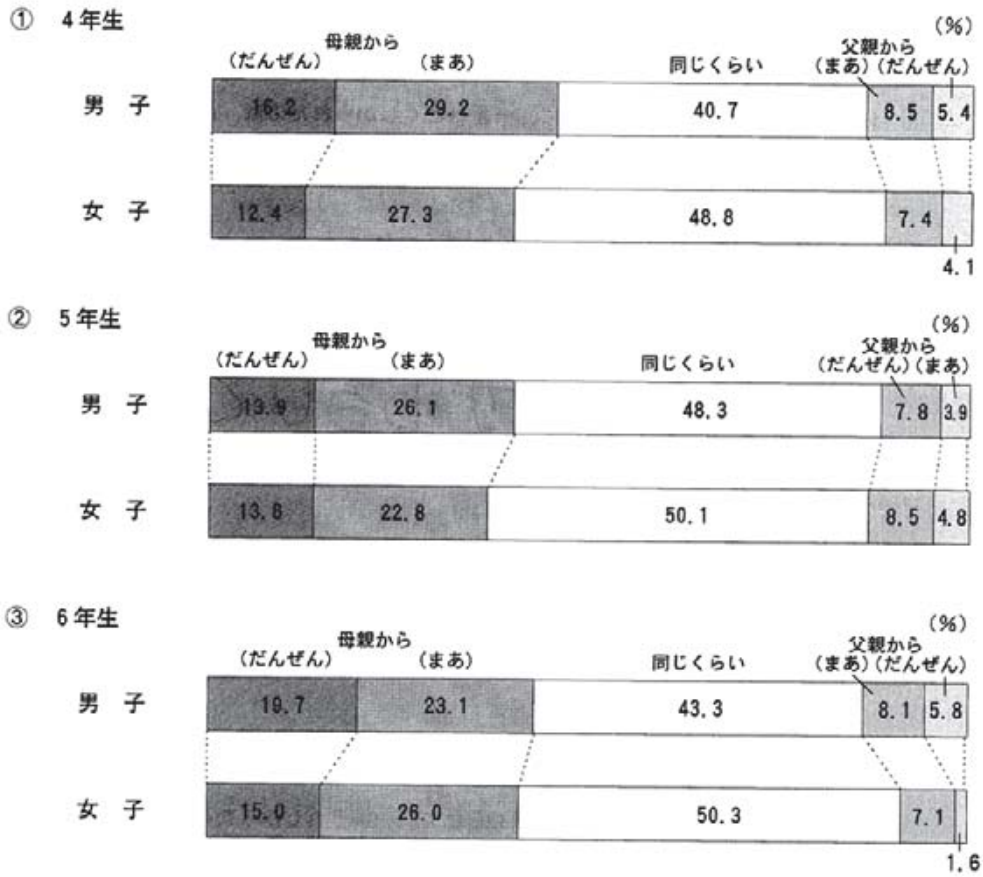 ① 4年生
(%)
母親から
父親から
(だんぜん) (まあ) 同じくらい (まあ)(だんぜん)
男子 16.2 29.2 40.7 8.5 5.4
女子 12.4 27.3 48.8 7.4
4.1
② 5年生
(%)
母親から
父親から
(だんぜん) (まあ) 同じくらい (だんぜん)(まあ)
男子 13.9 26.1 48.3 7.8 3.9
女子 13.8 22.8 50.1 8.5 4.8
③ 6年生
(%)
母親から
父親から
(だんぜん) (まあ) 同じくらい (まあ)(だんぜん)
男子 19.7 23.1 43.3 8.1 5.8
女子 15.0 26.0 50.3 7.1
1.6